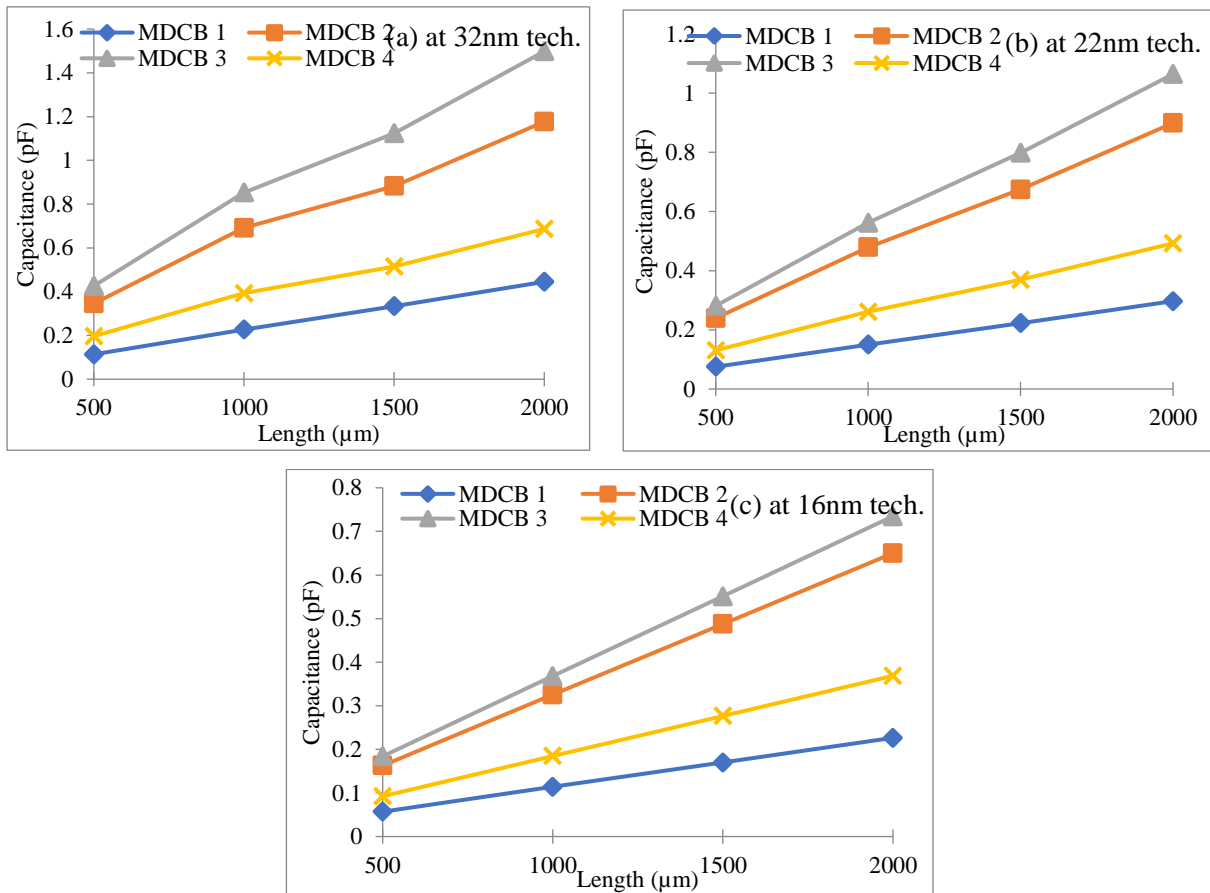 MDCB 1 MDCB 2
MDCB 3 MDCB 4
(a) at 32nm tech.
Capacitance (pF)
1.6
1.4
1.2
1
0.8
0.6
0.4
0.2
0
500 1000 1500 2000
Length (µm)
MDCB 1 MDCB 2
MDCB 3 MDCB 4
(b) at 22nm tech.
Capacitance (pF)
1.2
1
0.8
0.6
0.4
0.2
0
500 1000 1500 2000
Length (µm)
MDCB 1 MDCB 2
MDCB 3 MDCB 4
(c) at 16nm tech.
Capacitance (pF)
0.8
0.7
0.6
0.5
0.4
0.3
0.2
0.1
0
500 1000 1500 2000
Length (µm)